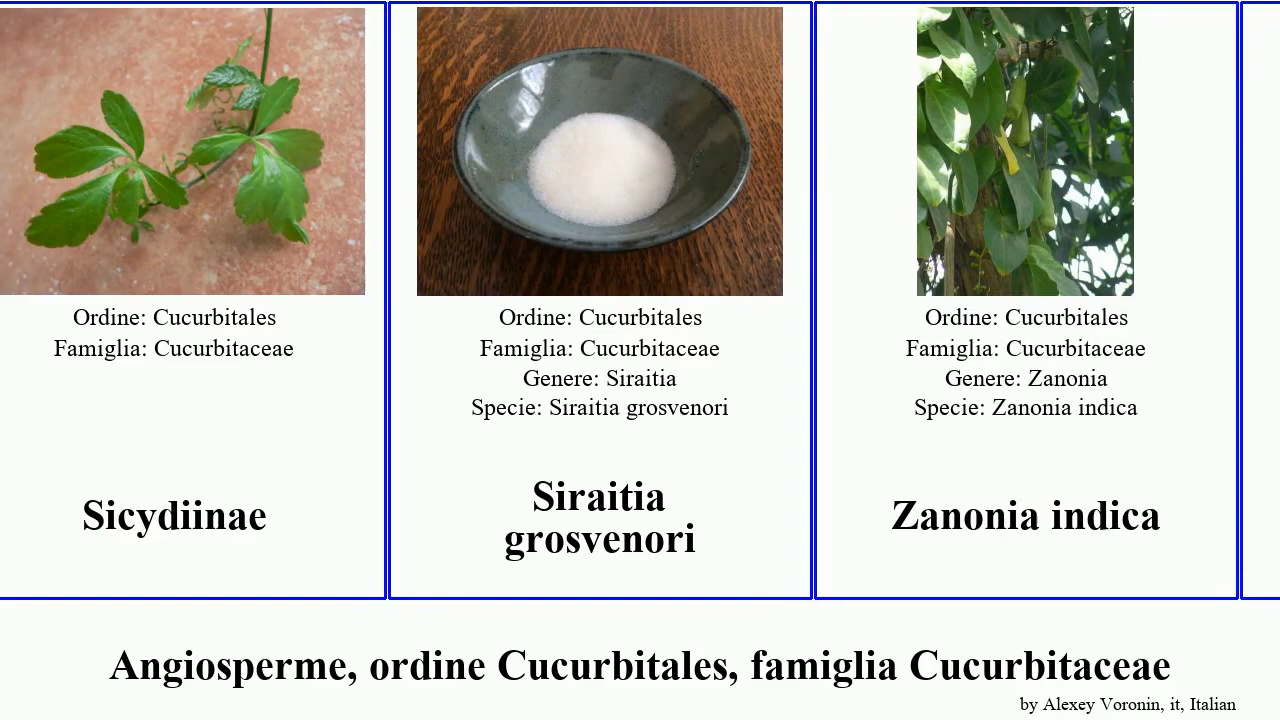 Ordine: Cucurbitales
Famiglia: Cucurbitaceae
Sicydiinae
Ordine: Cucurbitales
Famiglia: Cucurbitaceae
Genere: Siraitia
Specie: Siraitia grosvenori
Siraitia
grosvenori
Ordine: Cucurbitales
Famiglia: Cucurbitaceae
Genere: Zanonia
Specie: Zanonia indica
Zanonia indica
Angiosperme, ordine Cucurbitales, famiglia Cucurbitaceae
by Alexey Voronin, it, Italian